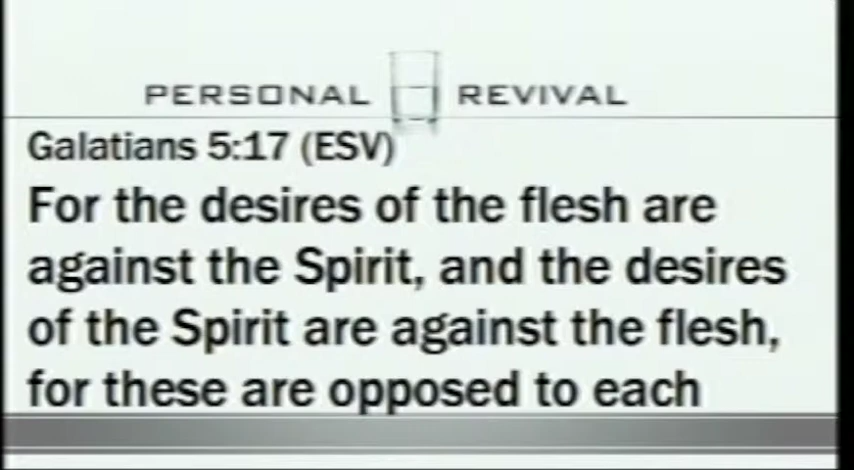 PERSONAL REVIVAL
Galatians 5:17 (ESV)
For the desires of the flesh are
against the Spirit, and the desires
of the Spirit are against the flesh,
for these are opposed to each